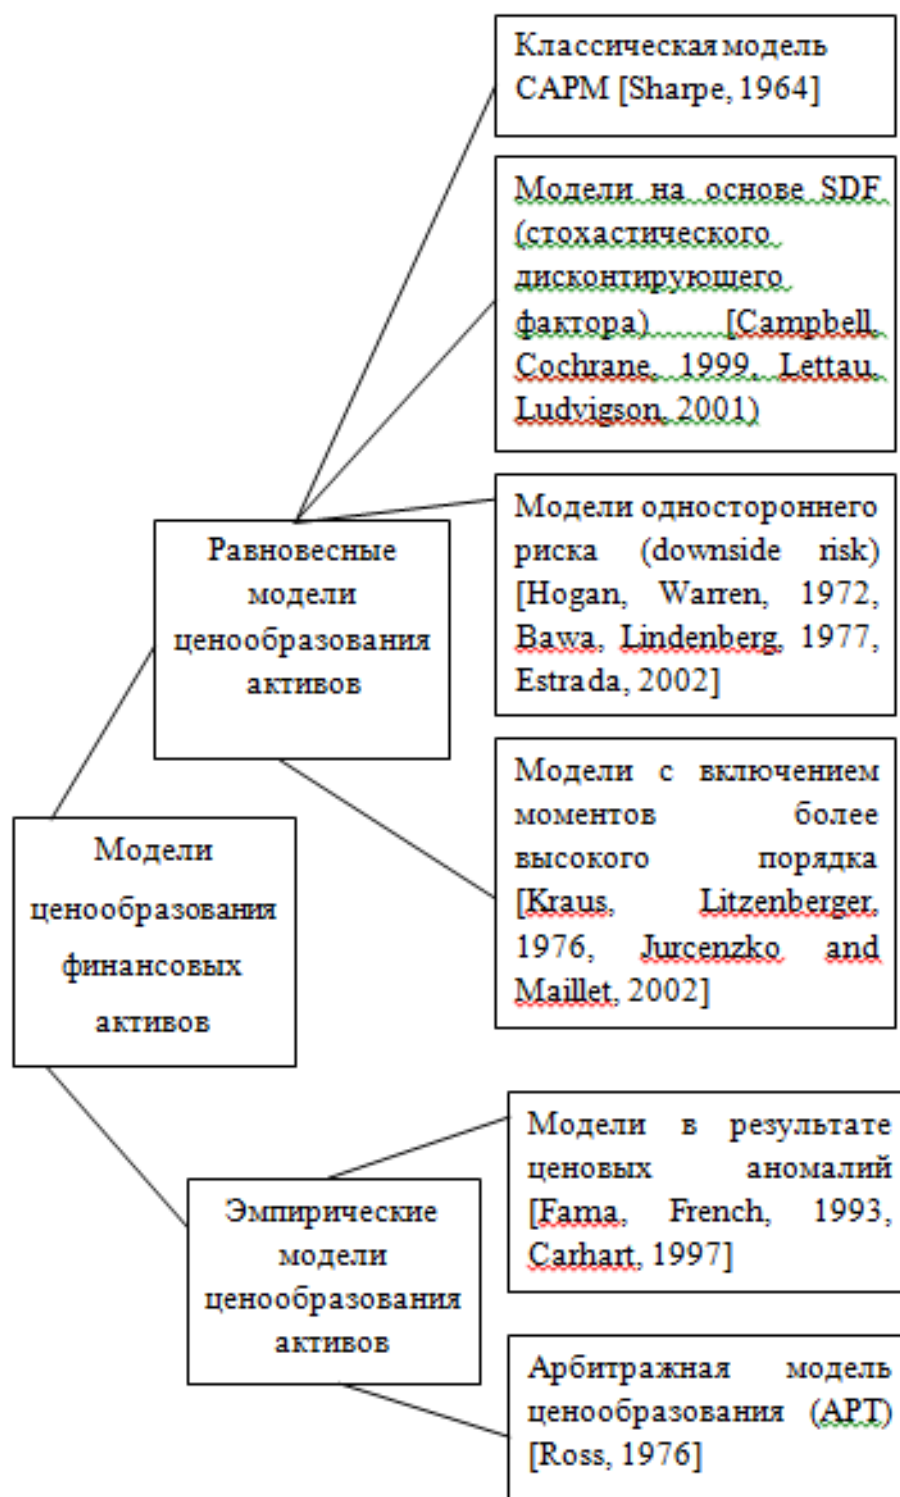 Классическая модель
CAPM [Sharpe, 1964]
Модели на основе SDF
(стохастического
дисконтирующего
фактора) [Campbell,
Cochrane, 1999, Lettau,
Ludvigson, 2001)
Равновесные
модели
ценообразования
активов
Модели одностороннего
риска (downside risk)
[Hogan, Warren, 1972,
Bawa, Lindenberg, 1977,
Estrada, 2002]
Модели с включением
моментов более
высокого порядка
[Kraus, Litzenberger,
1976, Jurcenzko and
Maillet, 2002]
Модели
ценообразования
финансовых
активов
Эмпирические
модели
ценообразования
активов
Модели в результате
ценовых аномалий
[Fama, French, 1993,
Carhart, 1997]
Арбитражная модель
ценообразования (APT)
[Ross, 1976]